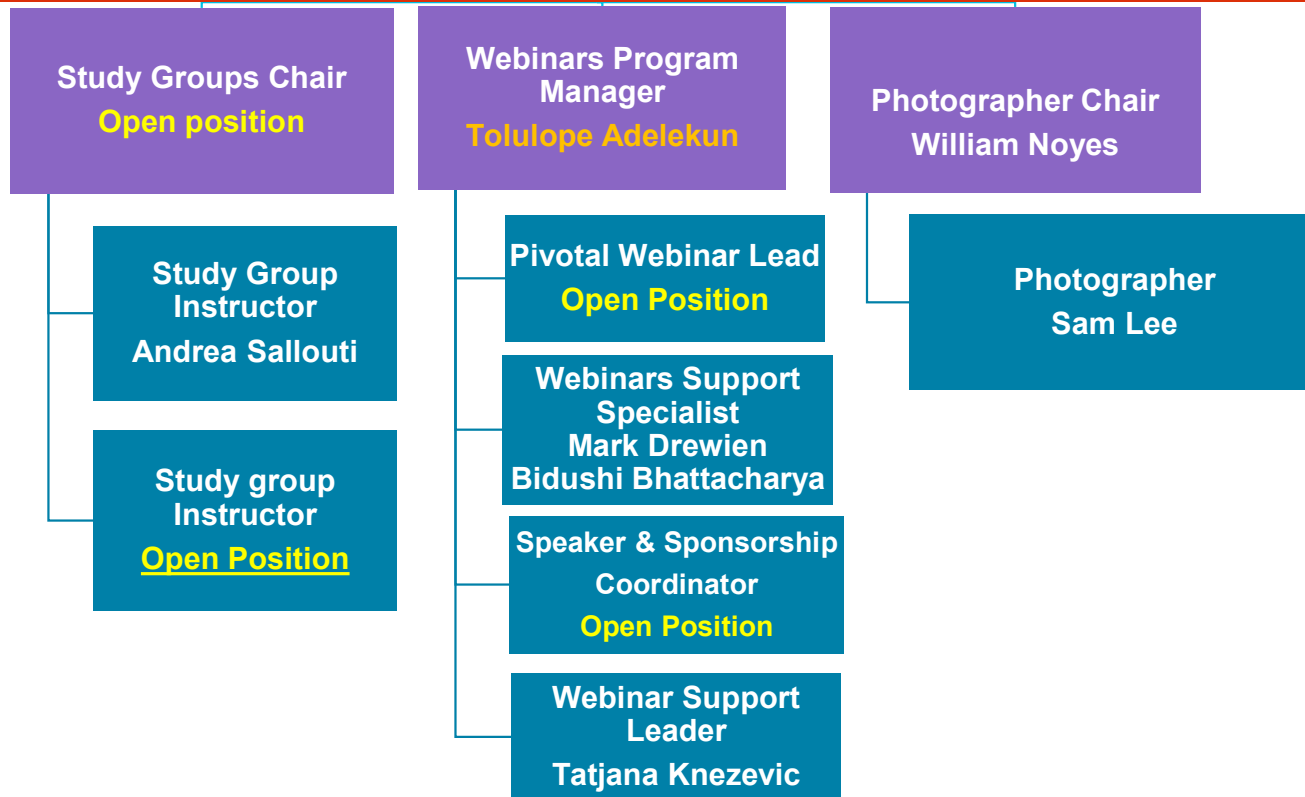 Study Groups Chair
Open position
Study Group
Instructor
Andrea Sallouti
Study group
Instructor
Open Position
Webinars Program
Manager
Tolulope Adelekun
Pivotal Webinar Lead
Open Position
Webinars Support
Specialist
Mark Drewien
Bidushi Bhattacharya
Speaker & Sponsorship
Coordinator
Open Position
Webinar Support
Leader
Tatjana Knezevic
Photographer Chair
William Noyes
Photographer
Sam Lee